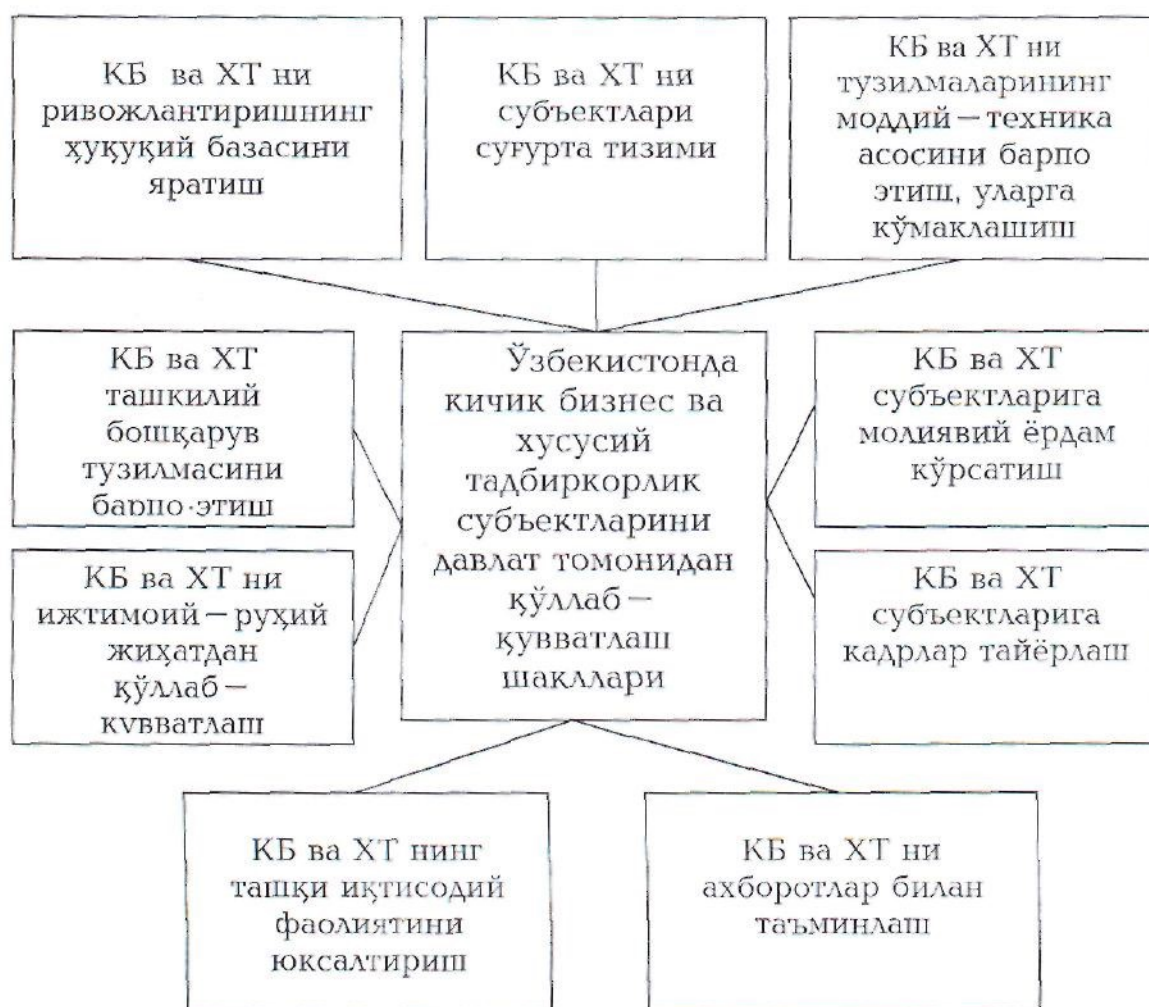 КБ ва ХТ ни
ривожлантиришнинг
ҳуқуқий базасини
яратиш
КБ ва ХТ ни
субъектлари
суғурта тизими
КБ ва ХТ ни
тузилмаларининг
моддий–техника
асосини барпо
этиш, уларга
кўмаклашиш
КБ ва ХТ
ташкилий
бошқарув
тузилмасини
барпо этиш
Ўзбекистонда
кичик бизнес ва
хусусий
тадбиркорлик
субъектларини
давлат томонидан
қўллаб–
қувватлаш
шакллари
КБ ва ХТ
субъектларига
молиявий ёрдам
кўрсатиш
КБ ва ХТ ни
ижтимоий–руҳий
жиҳатдан
қўллаб–
қувватлаш
КБ ва ХТ
субъектларига
кадрлар тайёрлаш
КБ ва ХТ нинг
ташқи иқтисодий
фаолиятини
юксалтириш
КБ ва ХТ ни
ахборотлар билан
таъминлаш